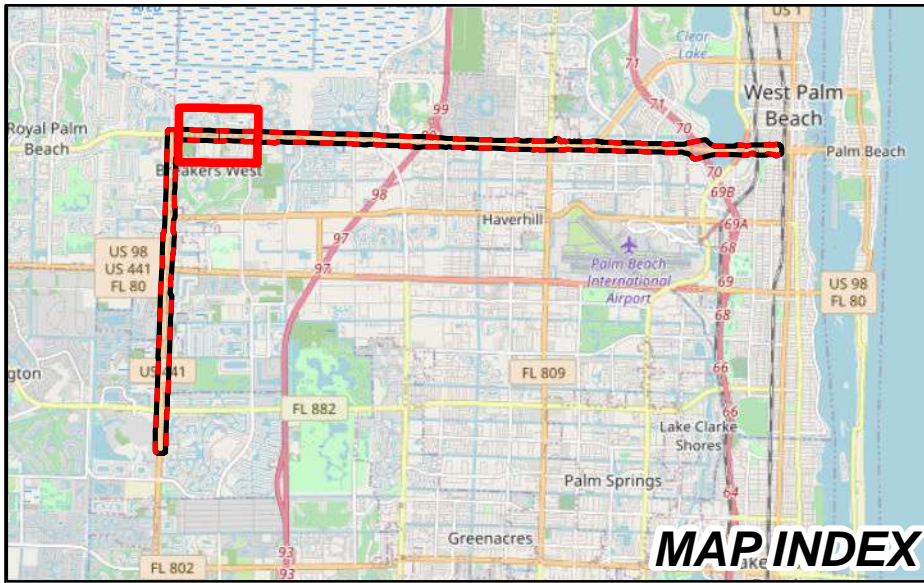 US 1
Clear
Lake
71
71
99
98
70
West Palm
Beach
Royal Palm
Beach
Palm Beach
Breakers West
70
69B
98
Haverhill
69A
97
68
US 98
US 441
FL 80
97
Palm Beach
International
Airport
69
US 98
FL 80
68
gton
US 441
FL 809
66
FL 882
66
Lake Clarke
Shores
Palm Springs
64
Greenacres
93
93
FL 802
MAP INDEX